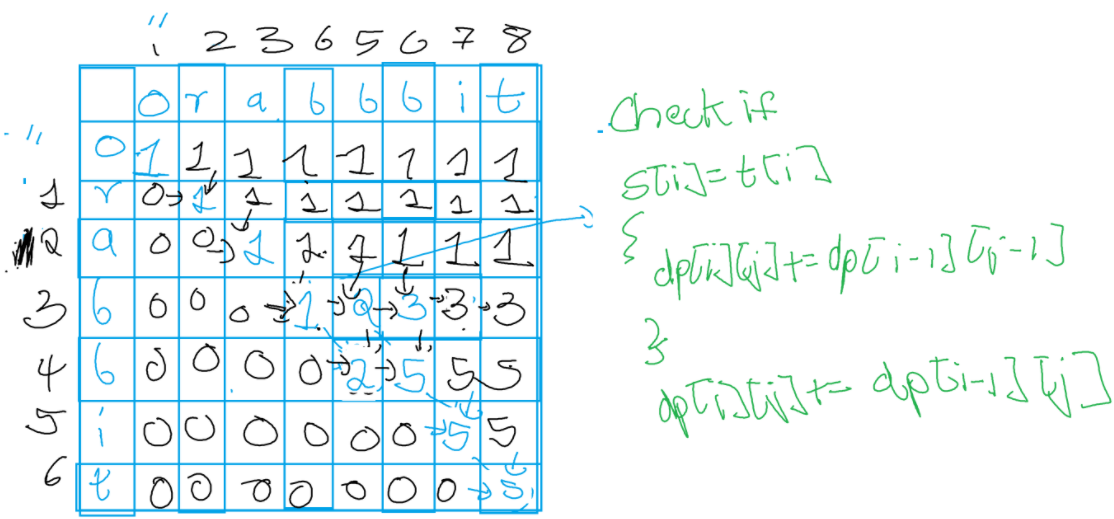 " 
1 2 3 6 5 6 7 8
0 r a b b b i t
" 0 1 1 1 1 1 1 1 1
1 r 0 1 1 1 1 1 1 1
2 a 0 0 1 1 1 1 1 1
3 b 0 0 0 1 2 3 3 3
4 b 0 0 0 0 2 5 5 5
5 i 0 0 0 0 0 0 5 5
6 t 0 0 0 0 0 0 0 5
Check if
s[i]=t[i]
{
dp[i][j]+=dp[i-1][j-1]
}
dp[i][j]+= dp[i-1][j]